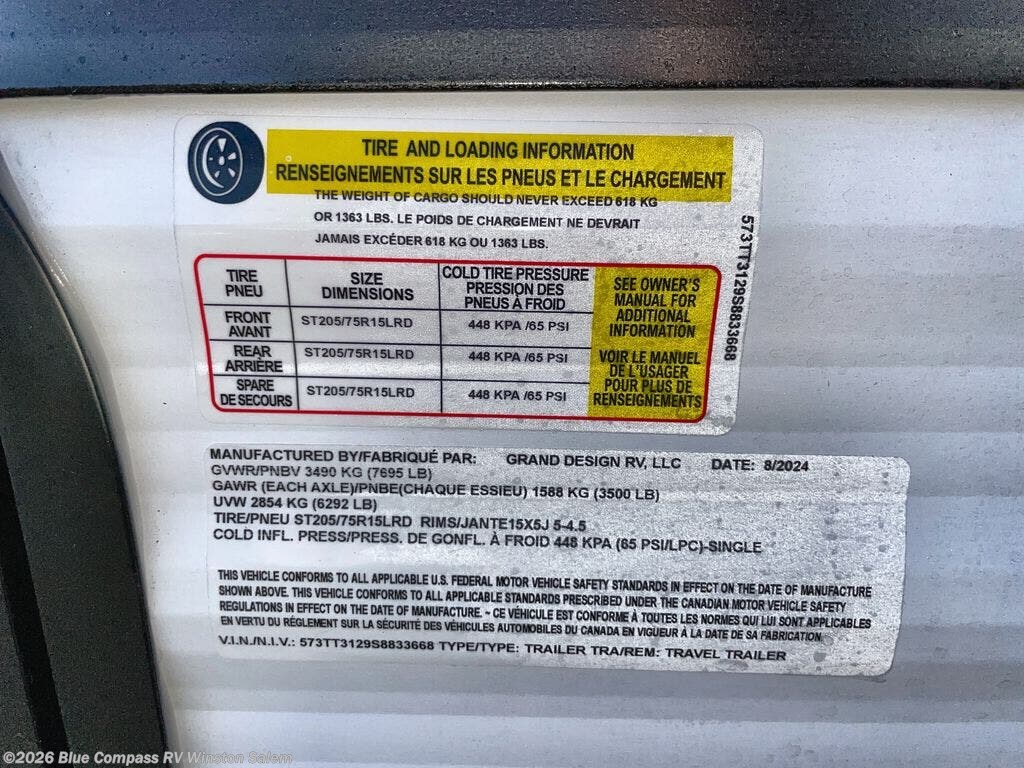 TIRE AND LOADING INFORMATION
RENSEIGNEMENTS SUR LES PNEUS ET LE CHARGEMENT
THE WEIGHT OF CARGO SHOULD NEVER EXCEED 618 KG
OR 1363 LBS. LE POIDS DE CHARGEMENT NE DEVRAIT
JAMAIS EXCÉDER 618 KG OU 1363 LBS.
TIRE
PNEU
SIZE
DIMENSIONS
COLD TIRE PRESSURE
PRESSION DES
PNEUS À FROID
FRONT
AVANT
ST205/75R15LRD
448 KPA /65 PSI
REAR
ARRIÈRE
ST205/75R15LRD
448 KPA /65 PSI
SPARE
DE SECOURS
ST205/75R15LRD
448 KPA /65 PSI
SEE OWNER'S
MANUAL FOR
ADDITIONAL
INFORMATION
VOIR LE MANUEL
DE L'USAGER
POUR PLUS DE
RENSEIGNEMENTS
573TT3129S8833668
MANUFACTURED BY/FABRIQUÉ PAR: GRAND DESIGN RV, LLC DATE: 8/2024
GVWR/PNBV 3490 KG (7695 LB)
GAWR (EACH AXLE)/PNBE(CHAQUE ESSIEU) 1588 KG (3500 LB)
UVW 2854 KG (6292 LB)
TIRE/PNEU ST205/75R15LRD RIMS/JANTE15X5J 5-4.5
COLD INFL. PRESS/PRESS. DE GONFL. À FROID 448 KPA (65 PSI/LPC)-SINGLE
THIS VEHICLE CONFORMS TO ALL APPLICABLE U.S. FEDERAL MOTOR VEHICLE SAFETY STANDARDS IN EFFECT ON THE DATE OF MANUFACTURE
SHOWN ABOVE. THIS VEHICLE CONFORMS TO ALL APPLICABLE STANDARDS PRESCRIBED UNDER THE CANADIAN MOTOR VEHICLE SAFETY
REGULATIONS IN EFFECT ON THE DATE OF MANUFACTURE. - CE VÉHICULE EST CONFORME À TOUTES LES NORMES QUI LUI SONT APPLICABLES
EN VERTU DU RÉGLEMENT SUR LA SÉCURITÉ DES VÉHICULES AUTOMOBILES DU CANADA EN VIGUEUR À LA DATE DE SA FABRICATION
V.I.N./N.I.V.: 573TT3129S8833668 TYPE/TYPE: TRAILER TRA/REM: TRAVEL TRAILER
©2026 Blue Compass RV Winston Salem